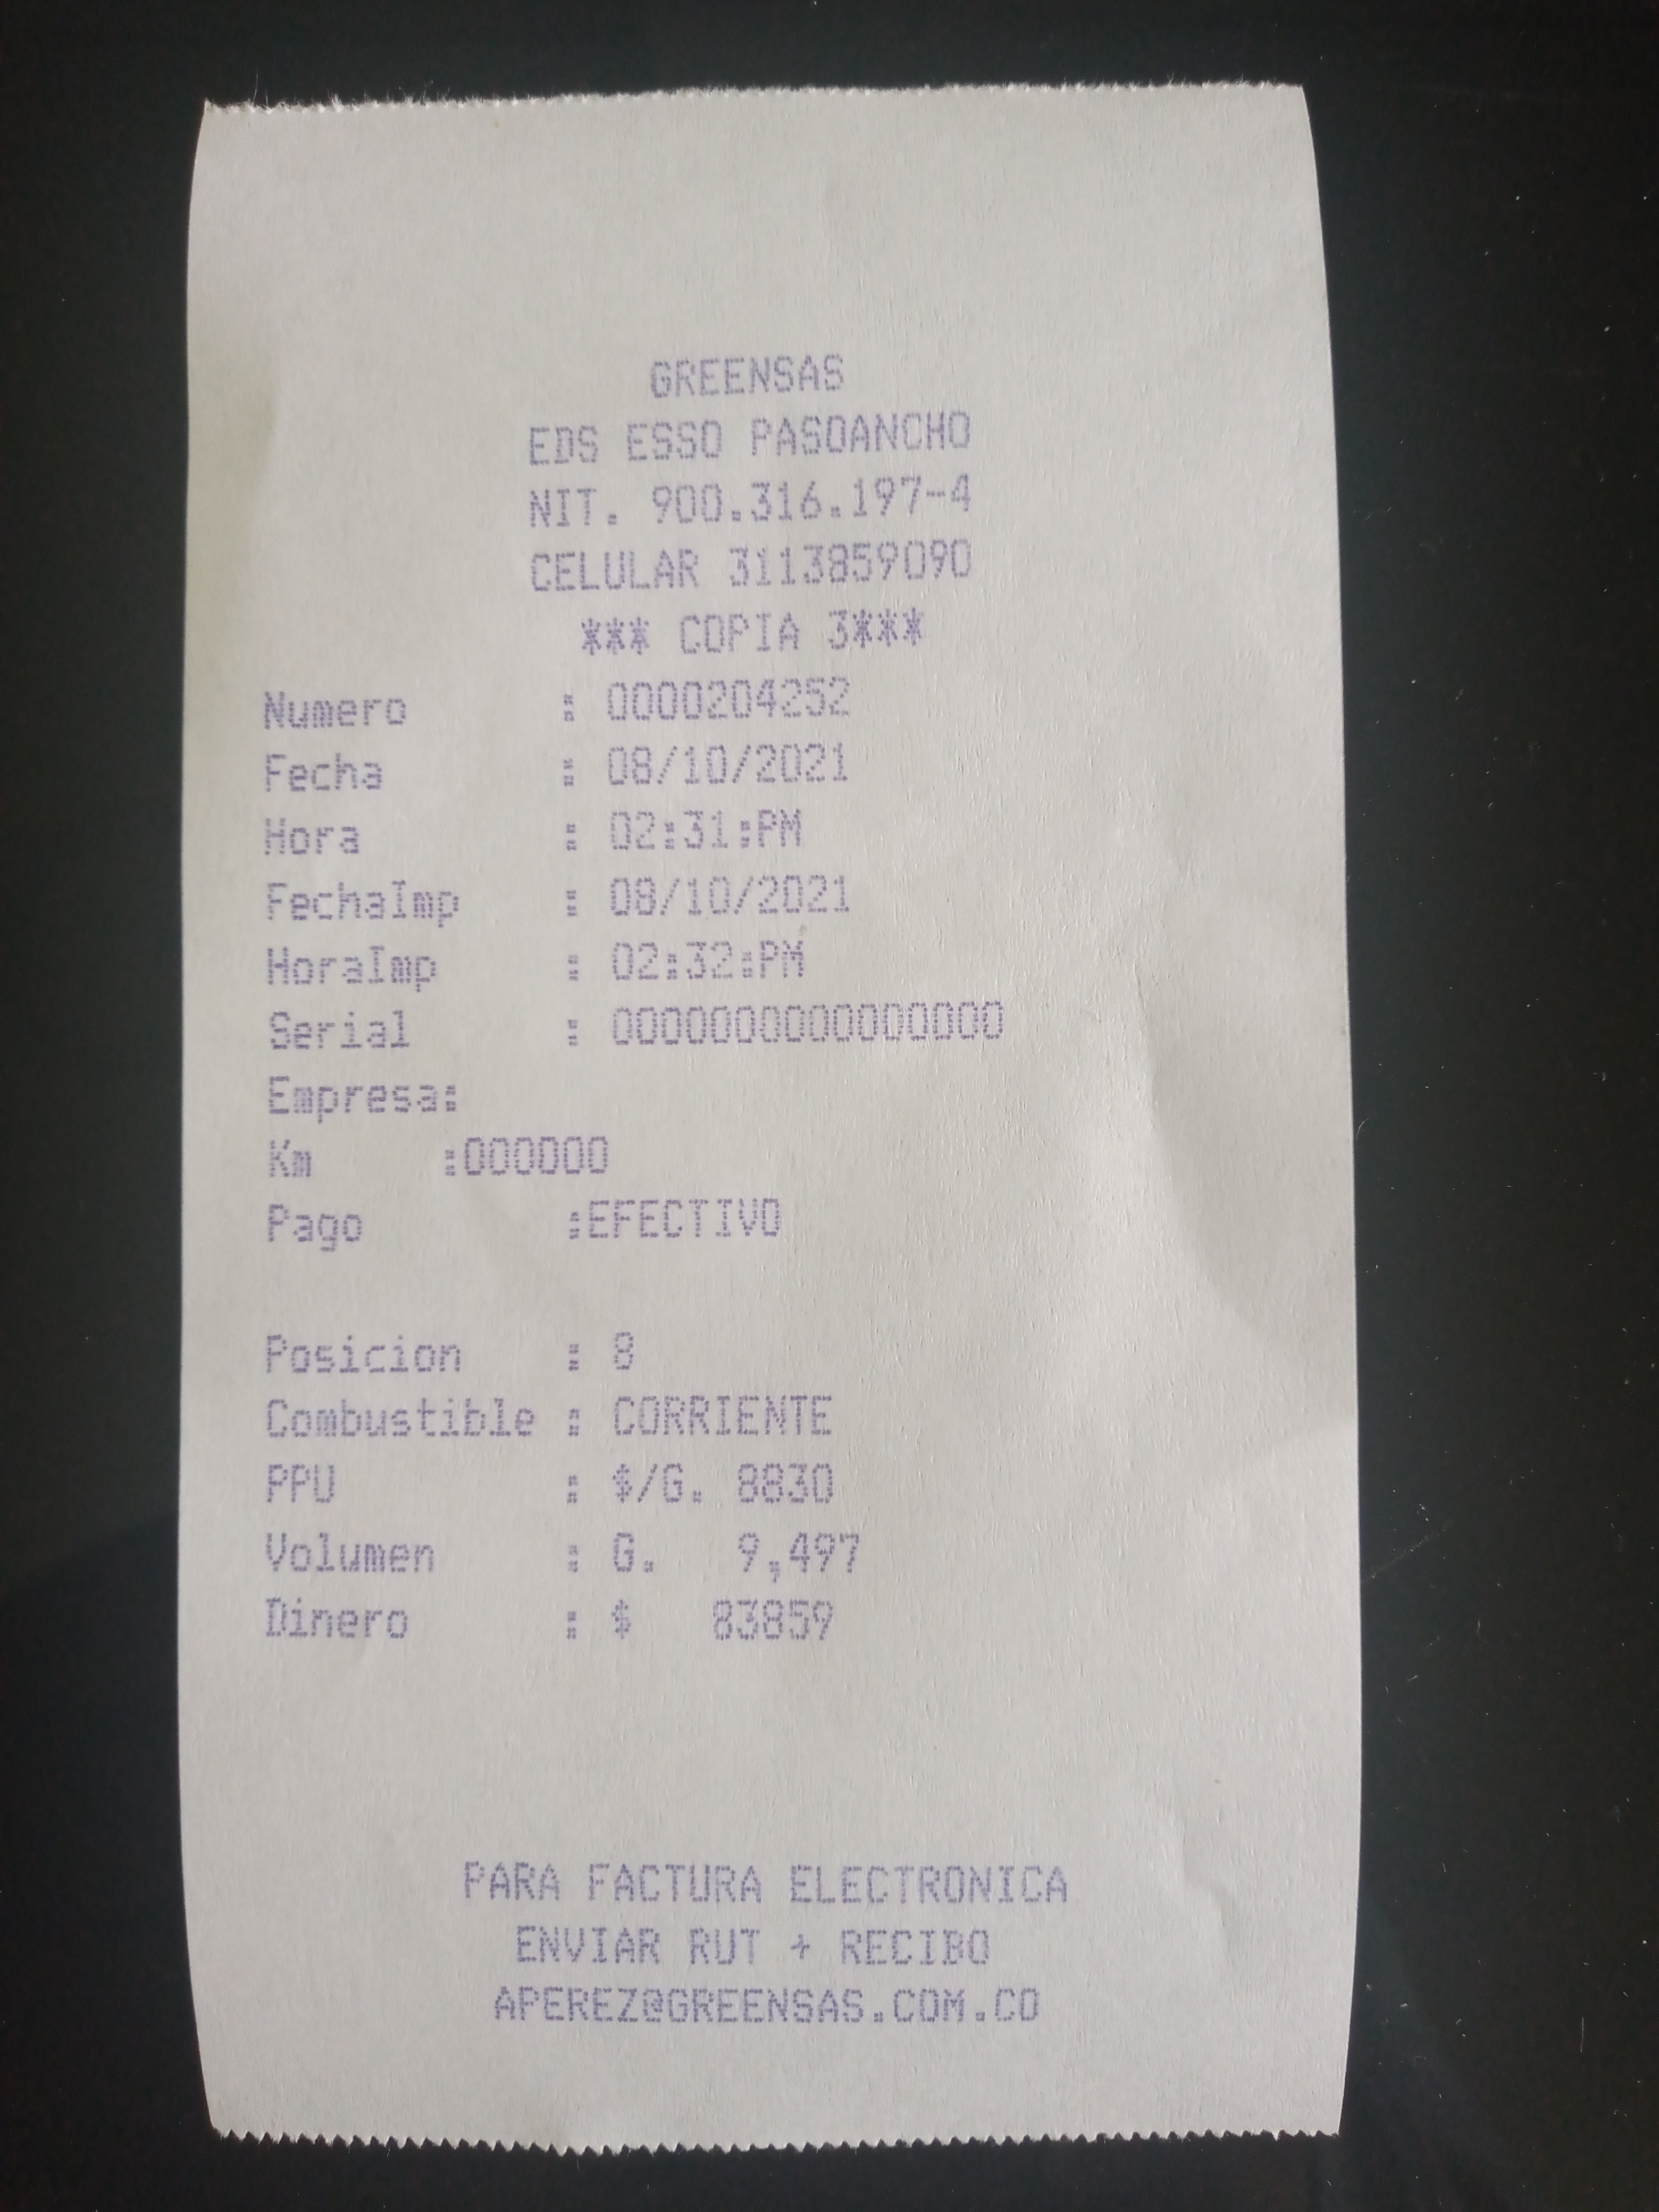 GREENSAS
EDS ESSO PASOANCHO
NIT. 900.316.197-4
CELULAR 3113859090
*** COPIA 3***
Numero : 0000204252
Fecha : 08/10/2021
Hora : 02:31:PM
FechaImp : 08/10/2021
HoraImp : 02:32:PM
Serial : 0000000000000000
Empresa:
Km :000000
Pago :EFECTIVO
Posicion : 8
Combustible : CORRIENTE
PPU : $/G. 8830
Volumen : G. 9,497
Dinero : $ 83859
PARA FACTURA ELECTRONICA
ENVIAR RUT + RECIBO
APEREZ@GREENSAS.COM.CO